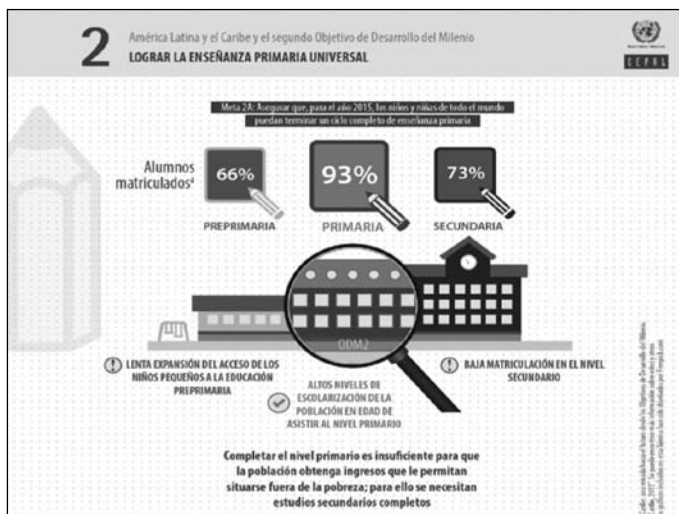 2
América Latina y el Caribe y el segundo Objetivo de Desarrollo del Milenio
LOGRAR LA ENSEÑANZA PRIMARIA UNIVERSAL
CEPAL
Meta 2A: Asegurar que, para el año 2015, los niños y niñas de todo el mundo
puedan terminar un ciclo completo de enseñanza primaria
Alumnos
matriculados
66%
93%
73%
PREPRIMARIA
PRIMARIA
SECUNDARIA
ODM2
LENTA EXPANSIÓN DEL ACCESO DE LOS
NIÑOS PEQUEÑOS A LA EDUCACIÓN
PREPRIMARIA
ALTOS NIVELES DE
ESCOLARIZACIÓN DE LA
POBLACIÓN EN EDAD DE
ASISTIR AL NIVEL PRIMARIO
BAJA MATRICULACIÓN EN EL NIVEL
SECUNDARIO
Completar el nivel primario es insuficiente para que
la población obtenga ingresos que le permitan
situarse fuera de la pobreza; para ello se necesitan
estudios secundarios completos